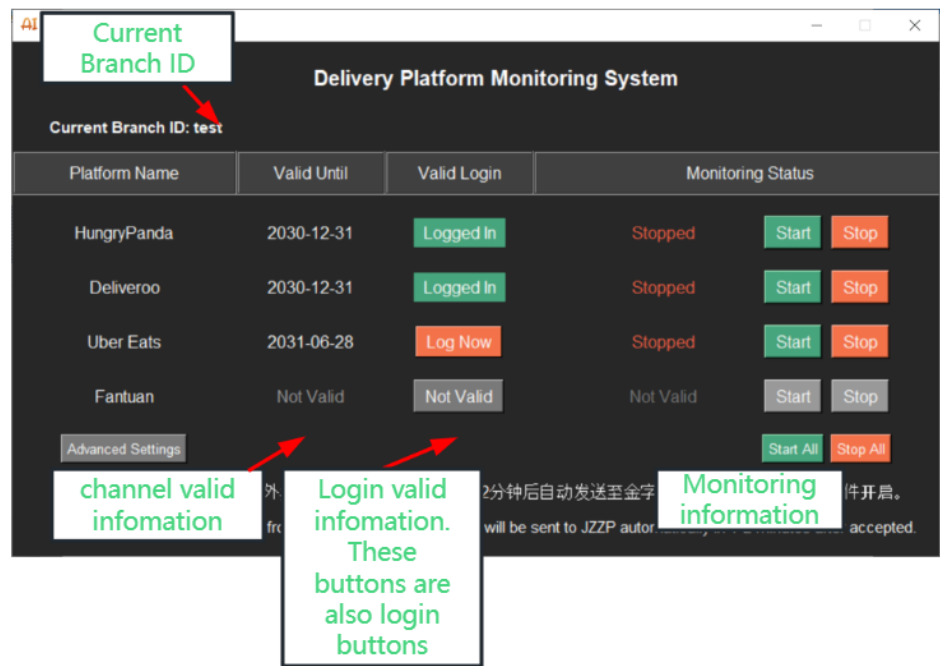 AI
Current
Branch ID
Delivery Platform Monitoring System
Current Branch ID: test
Platform Name Valid Until Valid Login Monitoring Status
HungryPanda 2030-12-31 Logged In Stopped Start Stop
Deliveroo 2030-12-31 Logged In Stopped Start Stop
Uber Eats 2031-06-28 Log Now Stopped Start Stop
Fantuan Not Valid Not Valid Not Valid Start Stop
Advanced Settings Start All Stop All
channel valid
infomation
Login valid
infomation.
These
buttons are
also login
buttons
Monitoring
information
外 2分钟后自动发送至金字 件开启。
will be sent to JZZP accepted.